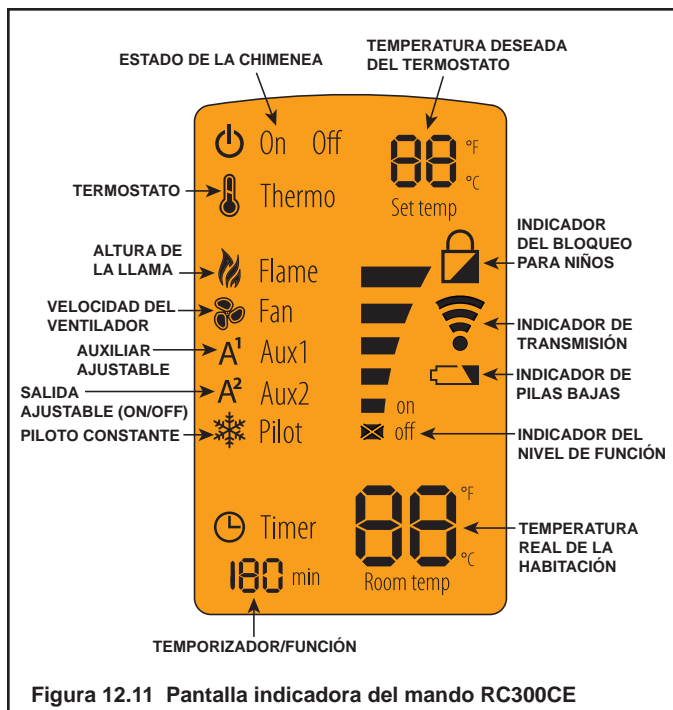 ESTADO DE LA CHIMENEA
TEMPERATURA DESEADA
DEL TERMOSTATO
On Off
88 °F
°C
Set temp
TERMOSTATO
Thermo
INDICADOR
DEL BLOQUEO
PARA NIÑOS
ALTURA DE
LA LLAMA
Flame
VELOCIDAD DEL
VENTILADOR
Fan
INDICADOR DE
TRANSMISIÓN
AUXILIAR
AJUSTABLE
A¹ Aux1
INDICADOR DE
PILAS BAJAS
SALIDA
AJUSTABLE (ON/OFF)
A² Aux2
on
PILOTO CONSTANTE
Pilot
off
INDICADOR DEL
NIVEL DE FUNCIÓN
Timer
180 min
88 °F
°C
Room temp
TEMPERATURA
REAL DE LA
HABITACIÓN
TEMPORIZADOR/FUNCIÓN
Figura 12.11 Pantalla indicadora del mando RC300CE